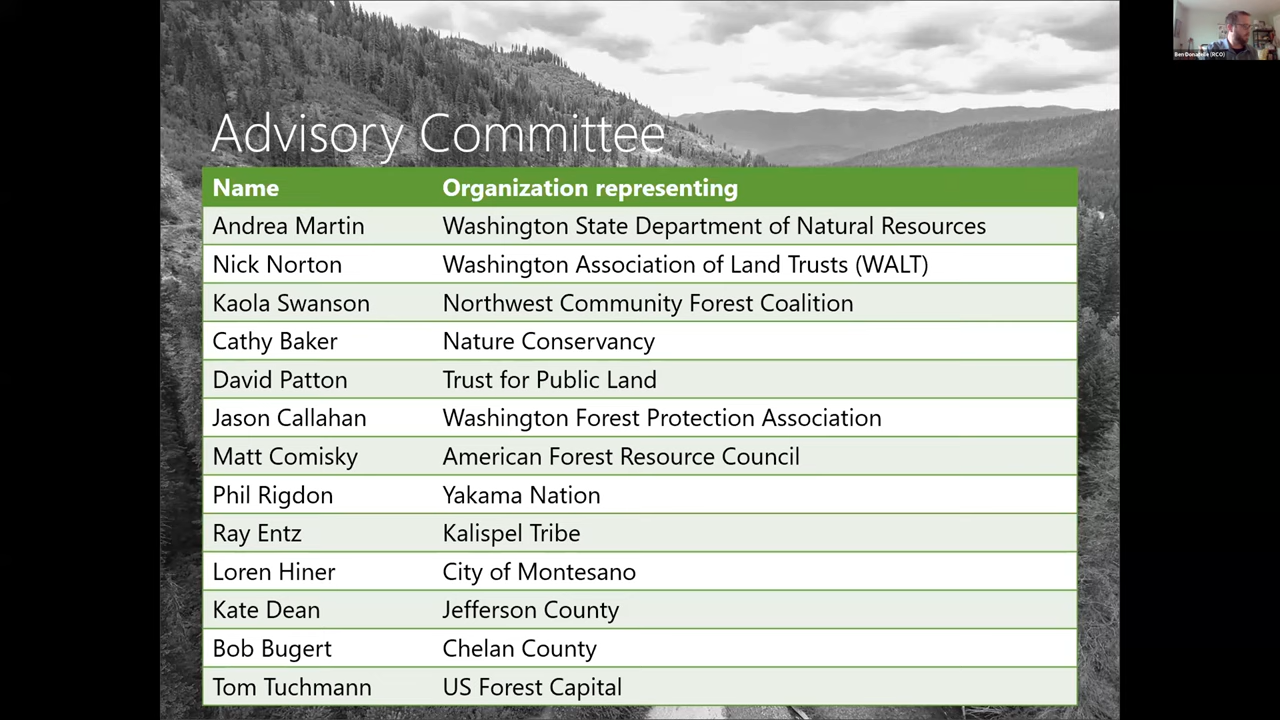 Advisory Committee
Name Organization representing
Andrea Martin Washington State Department of Natural Resources
Nick Norton Washington Association of Land Trusts (WALT)
Kaola Swanson Northwest Community Forest Coalition
Cathy Baker Nature Conservancy
David Patton Trust for Public Land
Jason Callahan Washington Forest Protection Association
Matt Comisky American Forest Resource Council
Phil Rigdon Yakama Nation
Ray Entz Kalispel Tribe
Loren Hiner City of Montesano
Kate Dean Jefferson County
Bob Bugert Chelan County
Tom Tuchmann US Forest Capital
Ben (RCO)